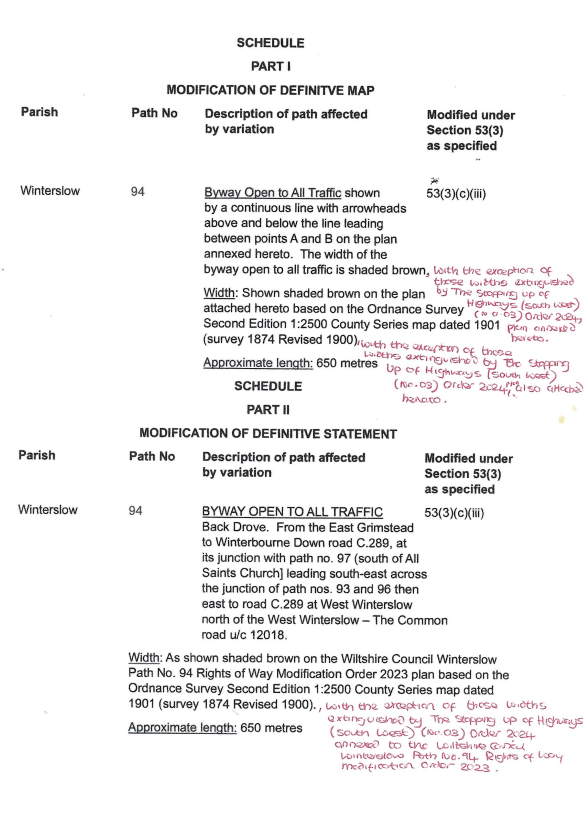 SCHEDULE
PART I
MODIFICATION OF DEFINITVE MAP
Parish Path No Description of path affected Modified under
by variation Section 53(3)
as specified
Winterslow 94 Byway Open to All Traffic shown 53(3)(c)(iii)
by a continuous line with arrowheads
above and below the line leading
between points A and B on the plan
annexed hereto. The width of the
byway open to all traffic is shaded brown, with the exception of
those widths extinguished
by The Stopping up of
Highways (South West)
(No.03) Order 2024,
plan annexed
hereto.
Width: Shown shaded brown on the plan
attached hereto based on the Ordnance Survey
Second Edition 1:2500 County Series map dated 1901
(survey 1874 Revised 1900), with the exception of those
widths extinguished by The Stopping
Up of Highways (South West)
(No.03) Order 2024, also attached
hereto.
Approximate length: 650 metres
SCHEDULE
PART II
MODIFICATION OF DEFINITIVE STATEMENT
Parish Path No Description of path affected Modified under
by variation Section 53(3)
as specified
Winterslow 94 BYWAY OPEN TO ALL TRAFFIC 53(3)(c)(iii)
Back Drove. From the East Grimstead
to Winterbourne Down road C.289, at
its junction with path no. 97 (south of All
Saints Church] leading south-east across
the junction of path nos. 93 and 96 then
east to road C.289 at West Winterslow
north of the West Winterslow – The Common
road u/c 12018.
Width: As shown shaded brown on the Wiltshire Council Winterslow
Path No. 94 Rights of Way Modification Order 2023 plan based on the
Ordnance Survey Second Edition 1:2500 County Series map dated
1901 (survey 1874 Revised 1900)., with the exception of those widths
extinguished by The Stopping up of Highways
(South West) (No.03) Order 2024
annexed to the Wiltshire Council
Winterslow Path No.94 Rights of Way
Modification Order 2023.
Approximate length: 650 metres